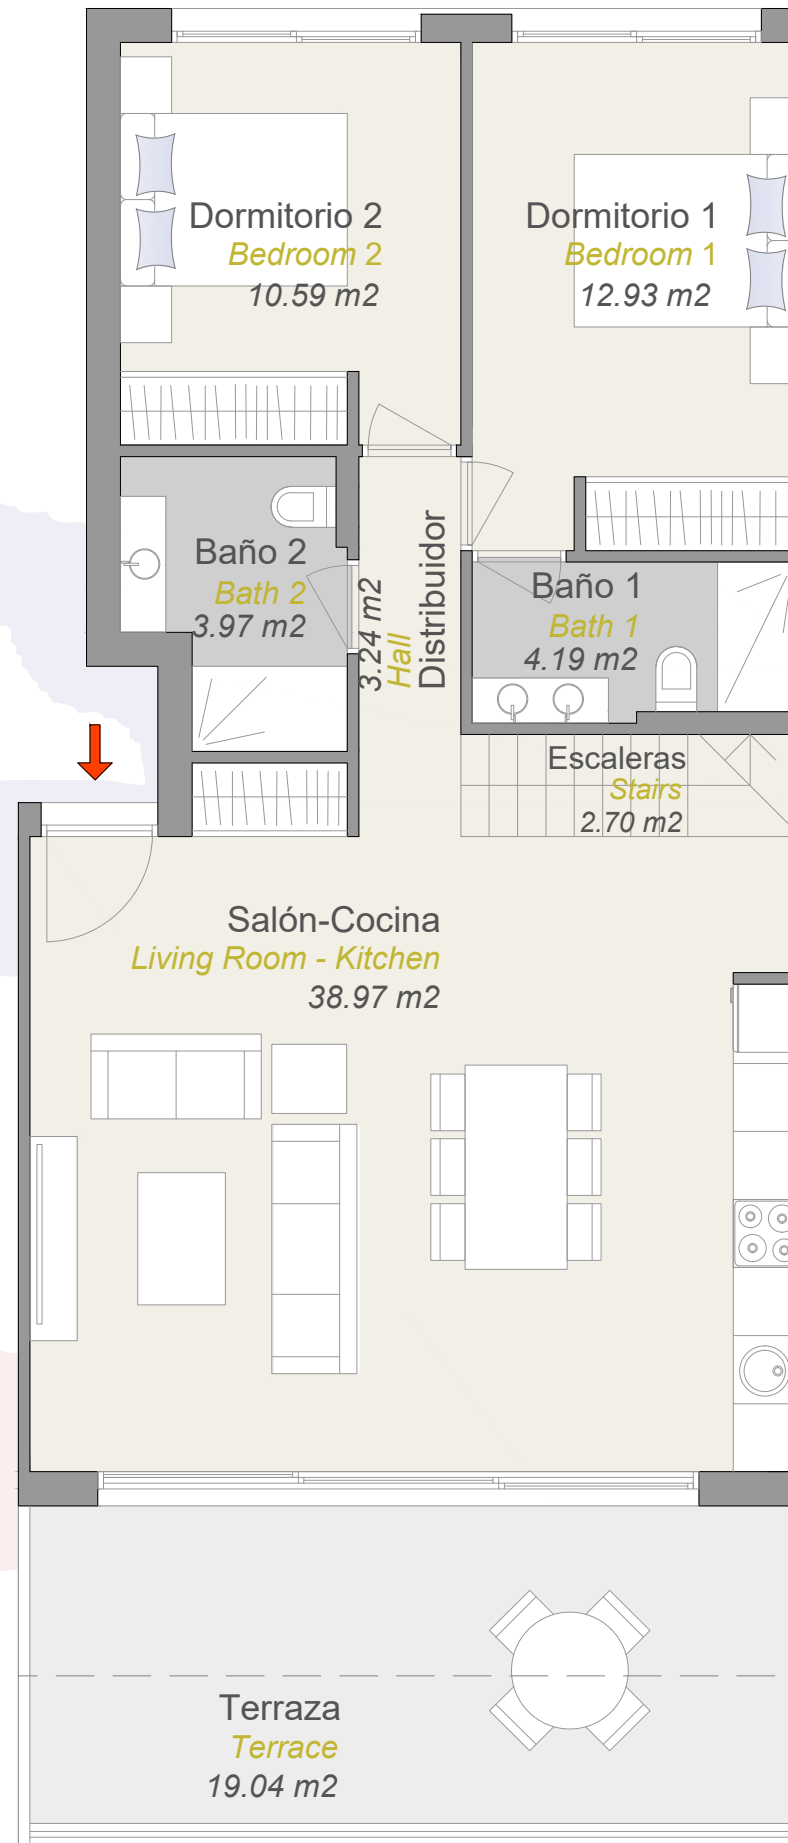 Dormitorio 2
Bedroom 2
10.59 m2
Dormitorio 1
Bedroom 1
12.93 m2
Baño 2
Bath 2
3.97 m2
Distribuidor
Hall
3.24 m2
Baño 1
Bath 1
4.19 m2
Escaleras
Stairs
2.70 m2
Salón-Cocina
Living Room - Kitchen
38.97 m2
Terraza
Terrace
19.04 m2